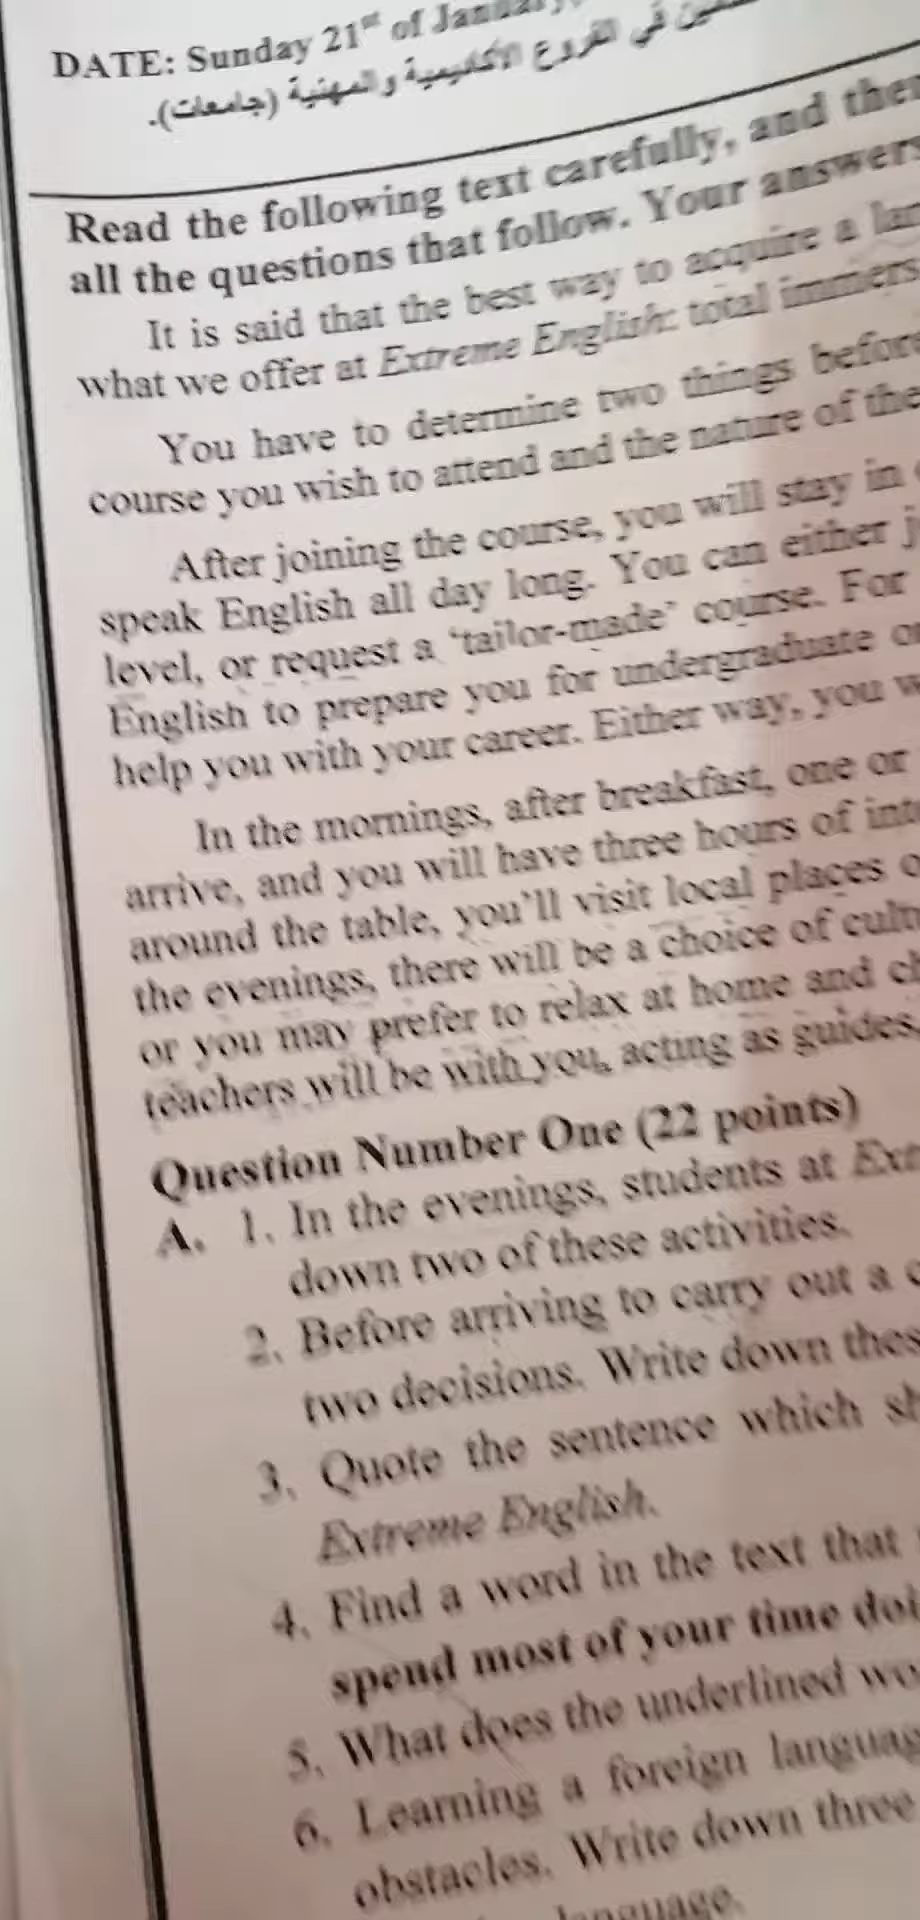 DATE: Sunday 21st of January,
في الفروع الأكاديمية والمهنية (جامعات).
Read the following text carefully, and then
all the questions that follow. Your answers
It is said that the best way to acquire a
what we offer at Extreme English: total
You have to determine two things before
course you wish to attend and the nature of the
After joining the course, you will stay in
speak English all day long. You can either
level, or request a 'tailor-made' course. For
English to prepare you for undergraduate
help you with your career. Either way, you
In the mornings, after breakfast, one or
arrive, and you will have three hours of
around the table, you'll visit local places
the evenings, there will be a choice of
or you may prefer to relax at home and
teachers will be with you, acting as guides,
Question Number One (22 points)
A. 1. In the evenings, students at
down two of these activities.
2. Before arriving to carry out a
two decisions. Write down
3. Quote the sentence which
Extreme English.
4. Find a word in the text that
spend most of your time
5. What does the underlined
6. Learning a foreign
obstacles. Write down three
language.